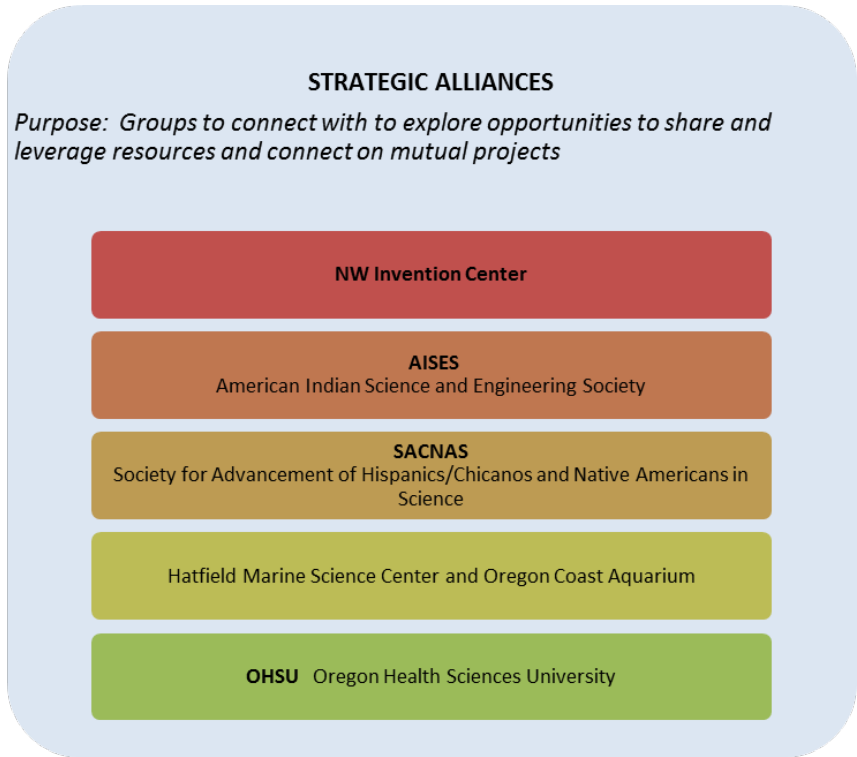 STRATEGIC ALLIANCES
Purpose:  Groups to connect with to explore opportunities to share and
leverage resources and connect on mutual projects
NW Invention Center
AISES
American Indian Science and Engineering Society
SACNAS
Society for Advancement of Hispanics/Chicanos and Native Americans in
Science
Hatfield Marine Science Center and Oregon Coast Aquarium
OHSU   Oregon Health Sciences University